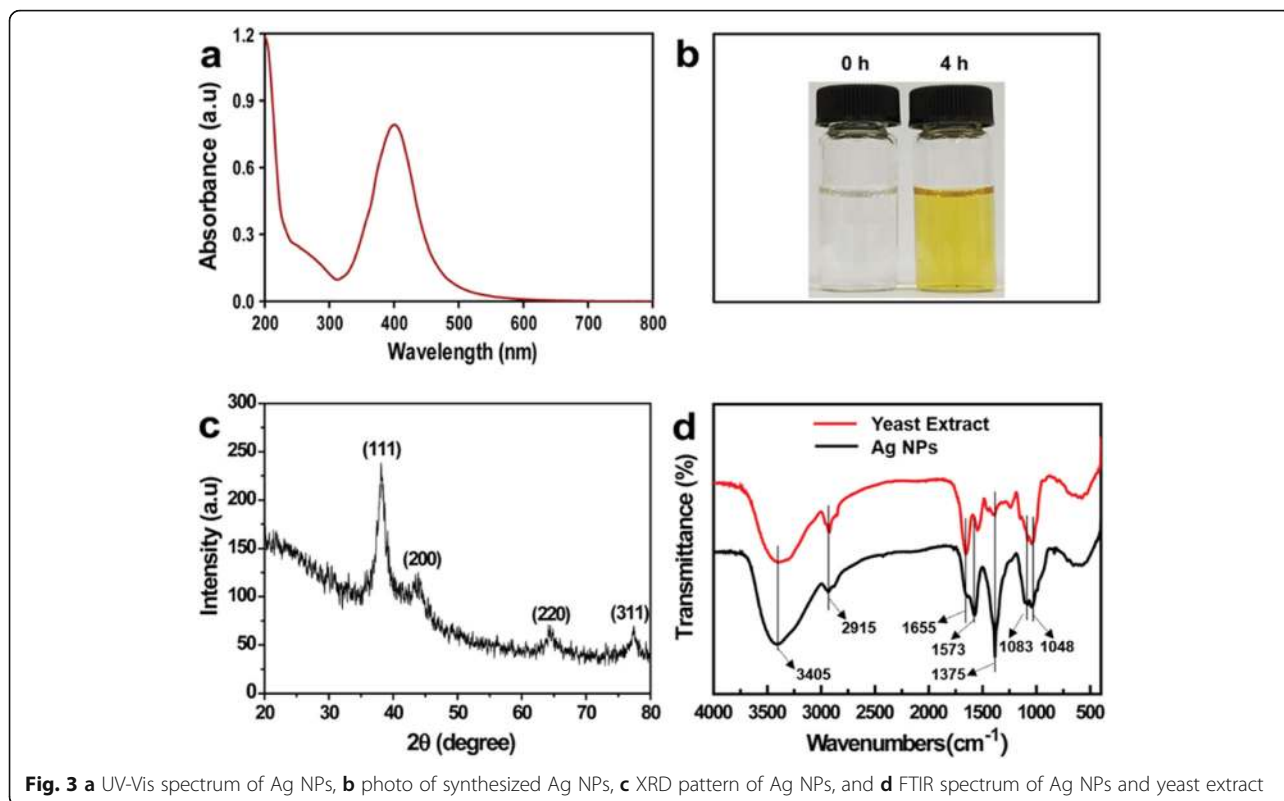 a
1.2
0.9
0.6
0.3
0.0
Absorbance (a.u)
200 300 400 500 600 700 800
Wavelength (nm)
b
0 h 4 h
c
300
250
200
150
100
50
0
Intensity (a.u)
(111)
(200)
(220)
(311)
20 30 40 50 60 70 80
2θ (degree)
d
Yeast Extract
Ag NPs
Transmittance (%)
2915
1655
1573
1083
1048
3405
1375
4000 3500 3000 2500 2000 1500 1000 500
Wavenumbers(cm⁻¹)
Fig. 3 a UV-Vis spectrum of Ag NPs, b photo of synthesized Ag NPs, c XRD pattern of Ag NPs, and d FTIR spectrum of Ag NPs and yeast extract